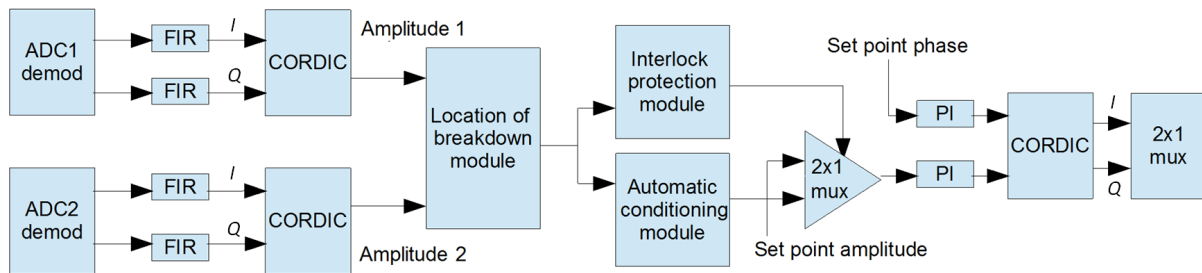 ADC1
demod
FIR
I
FIR
Q
CORDIC
Amplitude 1
ADC2
demod
FIR
I
FIR
Q
CORDIC
Amplitude 2
Location of
breakdown
module
Interlock
protection
module
Automatic
conditioning
module
2x1
mux
Set point amplitude
Set point phase
PI
PI
CORDIC
I
Q
2x1
mux